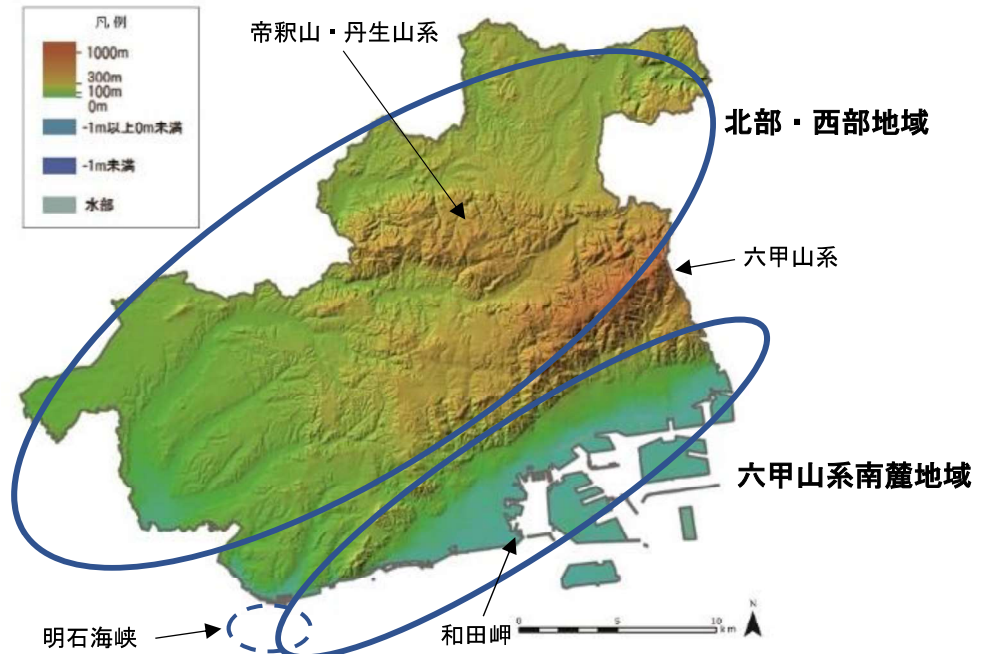 凡例
1000m
300m
100m
0m
-1m以上0m未満
-1m未満
水部
帝釈山・丹生山系
北部・西部地域
六甲山系
六甲山系南麓地域
明石海峡
和田岬
0 5 10
km
N